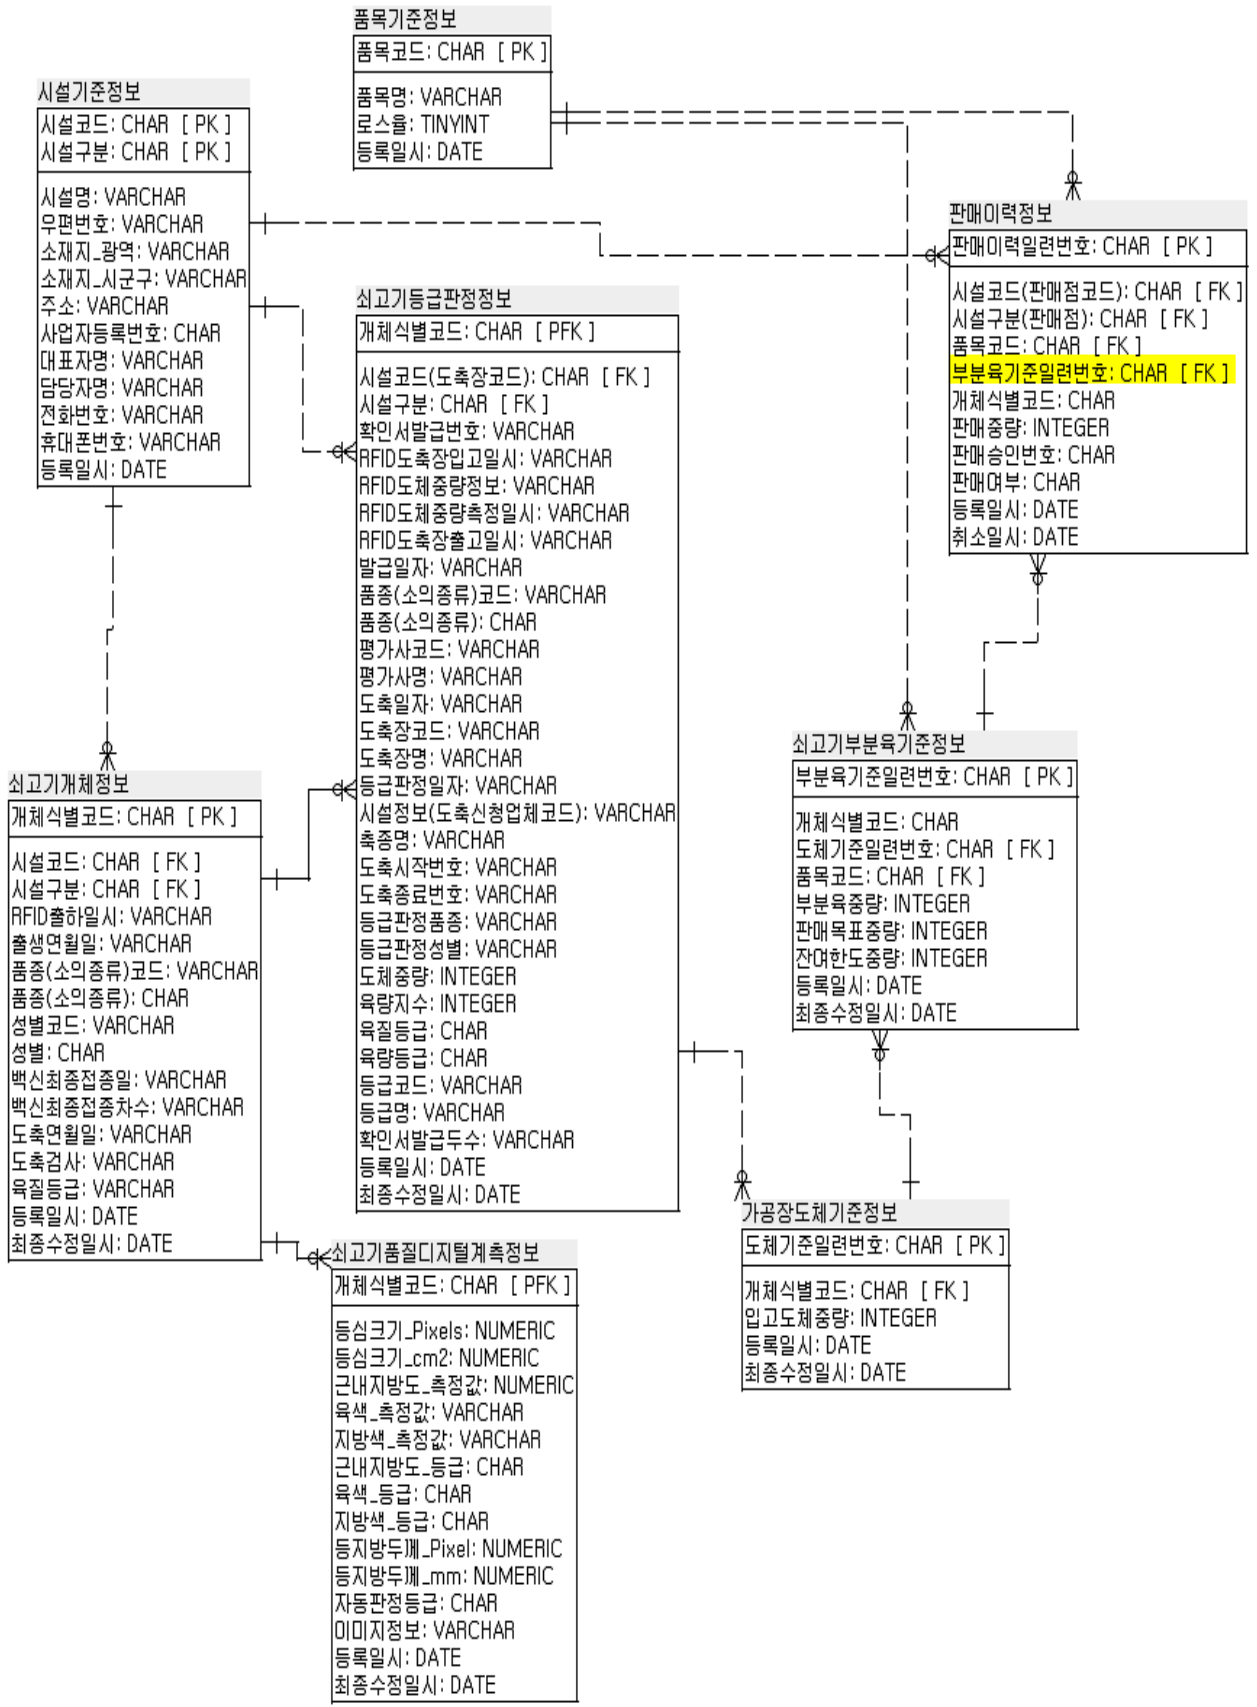 품목기준정보
품목코드: CHAR [ PK ]
품목명: VARCHAR
로스율: TINYINT
등록일시: DATE
시설기준정보
시설코드: CHAR [ PK ]
시설구분: CHAR [ PK ]
시설명: VARCHAR
우편번호: VARCHAR
소재지_광역: VARCHAR
소재지_시군구: VARCHAR
주소: VARCHAR
사업자등록번호: CHAR
대표자명: VARCHAR
담당자명: VARCHAR
전화번호: VARCHAR
휴대폰번호: VARCHAR
등록일시: DATE
판매이력정보
판매이력일련번호: CHAR [ PK ]
시설코드(판매점코드): CHAR [ FK ]
시설구분(판매점): CHAR [ FK ]
품목코드: CHAR [ FK ]
부분육기준일련번호: CHAR [ FK ]
개체식별코드: CHAR
판매중량: INTEGER
판매승인번호: CHAR
판매여부: CHAR
등록일시: DATE
취소일시: DATE
쇠고기등급판정정보
개체식별코드: CHAR [ PFK ]
시설코드(도축장코드): CHAR [ FK ]
시설구분: CHAR [ FK ]
확인서발급번호: VARCHAR
RFID도축장입고일시: VARCHAR
RFID도체중량정보: VARCHAR
RFID도체중량측정일시: VARCHAR
RFID도축장출고일시: VARCHAR
발급일자: VARCHAR
품종(소의종류)코드: VARCHAR
품종(소의종류): CHAR
평가사코드: VARCHAR
평가사명: VARCHAR
도축일자: VARCHAR
도축장코드: VARCHAR
도축장명: VARCHAR
등급판정일자: VARCHAR
시설정보(도축신청업체코드): VARCHAR
축종명: VARCHAR
도축시작번호: VARCHAR
도축종료번호: VARCHAR
등급판정품종: VARCHAR
등급판정성별: VARCHAR
도체중량: INTEGER
육량지수: INTEGER
육질등급: CHAR
육량등급: CHAR
등급코드: VARCHAR
등급명: VARCHAR
확인서발급두수: VARCHAR
등록일시: DATE
최종수정일시: DATE
쇠고기부분육기준정보
부분육기준일련번호: CHAR [ PK ]
개체식별코드: CHAR
도체기준일련번호: CHAR [ FK ]
품목코드: CHAR [ FK ]
부분육중량: INTEGER
판매목표중량: INTEGER
잔여한도중량: INTEGER
등록일시: DATE
최종수정일시: DATE
쇠고기개체정보
개체식별코드: CHAR [ PK ]
시설코드: CHAR [ FK ]
시설구분: CHAR [ FK ]
RFID출하일시: VARCHAR
출생연월일: VARCHAR
품종(소의종류)코드: VARCHAR
품종(소의종류): CHAR
성별코드: VARCHAR
성별: CHAR
백신최종접종일: VARCHAR
백신최종접종차수: VARCHAR
도축연월일: VARCHAR
도축검사: VARCHAR
육질등급: VARCHAR
등록일시: DATE
최종수정일시: DATE
가공장도체기준정보
도체기준일련번호: CHAR [ PK ]
개체식별코드: CHAR [ FK ]
입고도체중량: INTEGER
등록일시: DATE
최종수정일시: DATE
쇠고기품질디지털계측정보
개체식별코드: CHAR [ PFK ]
등심크기_Pixels: NUMERIC
등심크기_cm2: NUMERIC
근내지방도_측정값: NUMERIC
육색_측정값: VARCHAR
지방색_측정값: VARCHAR
근내지방도_등급: CHAR
육색_등급: CHAR
지방색_등급: CHAR
등지방두께_Pixel: NUMERIC
등지방두께_mm: NUMERIC
자동판정등급: CHAR
이미지정보: VARCHAR
등록일시: DATE
최종수정일시: DATE